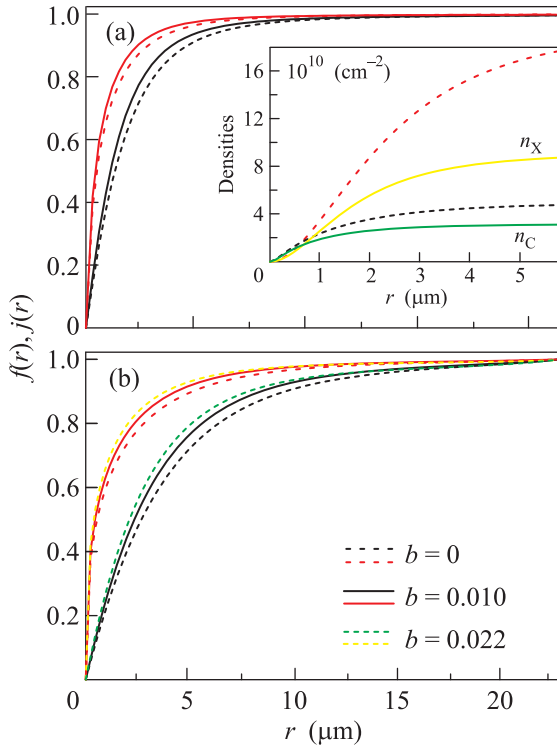 (a)
f(r), j(r)
1.0
0.8
0.6
0.4
0.2
0
10¹⁰ (cm⁻²)
Densities
16
12
8
4
n_X
n_C
0 1 2 3 4 5
r (μm)
(b)
1.0
0.8
0.6
0.4
0.2
b = 0
b = 0.010
b = 0.022
0 5 10 15 20
r (μm)